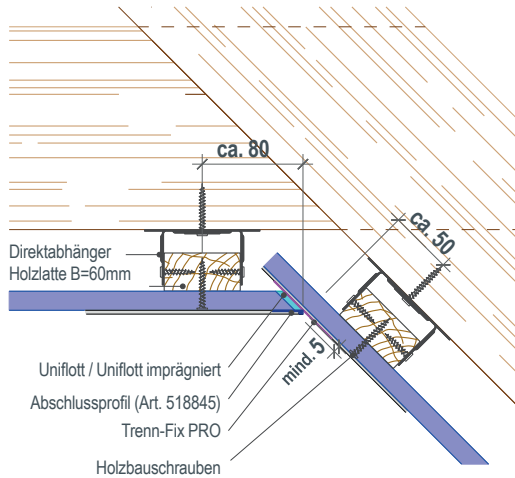 ca. 80
ca. 50
Direktabhänger
Holzlatte B=60mm
mind. 5
Uniflott / Uniflott imprägniert
Abschlussprofil (Art. 518845)
Trenn-Fix PRO
Holzbauschrauben